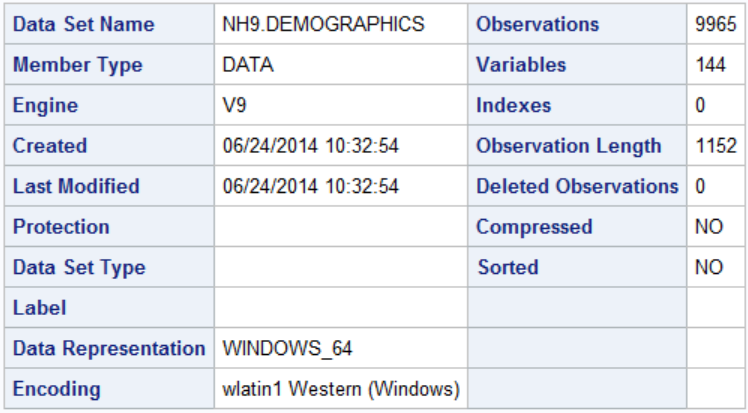 Data Set Name NH9.DEMOGRAPHICS Observations 9965
Member Type DATA Variables 144
Engine V9 Indexes 0
Created 06/24/2014 10:32:54 Observation Length 1152
Last Modified 06/24/2014 10:32:54 Deleted Observations 0
Protection Compressed NO
Data Set Type Sorted NO
Label
Data Representation WINDOWS_64
Encoding wlatin1 Western (Windows)